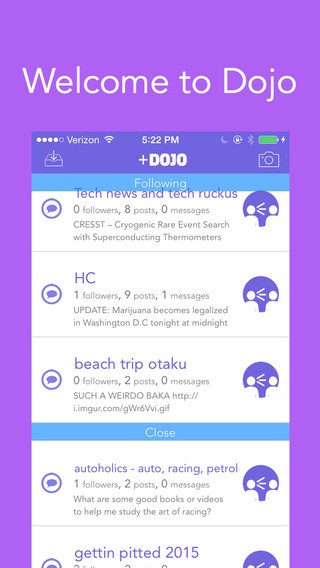 Welcome to Dojo
Verizon 5:22 PM
+DOJO
Following
Tech news and tech ruckus
0 followers, 8 posts, 0 messages
CRESST – Cryogenic Rare Event Search
with Superconducting Thermometers
HC
1 followers, 9 posts, 1 messages
UPDATE: Marijuana becomes legalized
in Washington D.C tonight at midnight
beach trip otaku
0 followers, 2 posts, 0 messages
SUCH A WEIRDO BAKA http://
i.imgur.com/gWr6Vvi.gif
Close
autoholics - auto, racing, petrol
0 followers, 2 posts, 0 messages
What are some good books or videos
to help me study the art of racing?
gettin pitted 2015